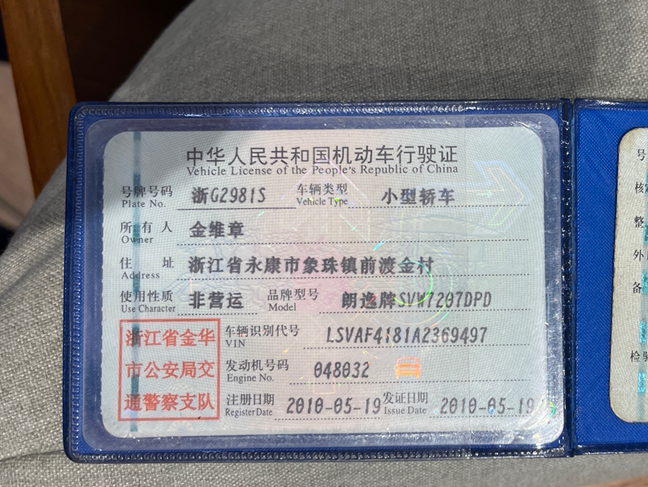 中华人民共和国机动车行驶证
Vehicle License of the People's Republic of China
号牌号码 浙G2981S 车辆类型 小型轿车
Plate No. Vehicle Type
所有人 金维章
Owner
住址 浙江省永康市象珠镇前渡金村
Address
使用性质 非营运 品牌型号 朗逸牌SVW7207DPD
Use Character Model
浙江省金华
市公安局交
通警察支队
车辆识别代号 LSVAF4181A2369497
VIN
发动机号码 048032
Engine No.
注册日期 2010-05-19 发证日期 2010-05-19
Register Date Issue Date
号
核
整
外
备
检验